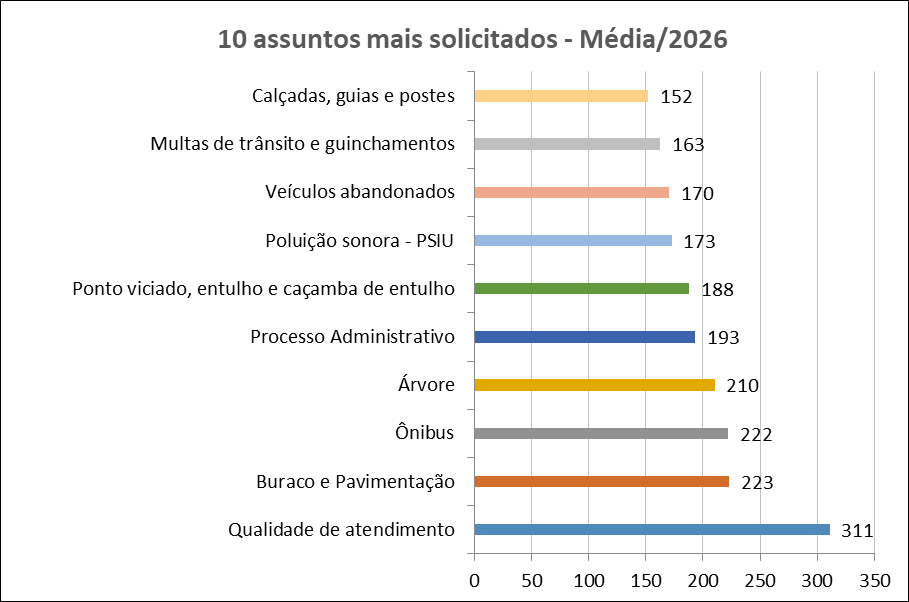 10 assuntos mais solicitados - Média/2026
Calçadas, guias e postes 152
Multas de trânsito e guinchamentos 163
Veículos abandonados 170
Poluição sonora - PSIU 173
Ponto viciado, entulho e caçamba de entulho 188
Processo Administrativo 193
Árvore 210
Ônibus 222
Buraco e Pavimentação 223
Qualidade de atendimento 311
0 50 100 150 200 250 300 350